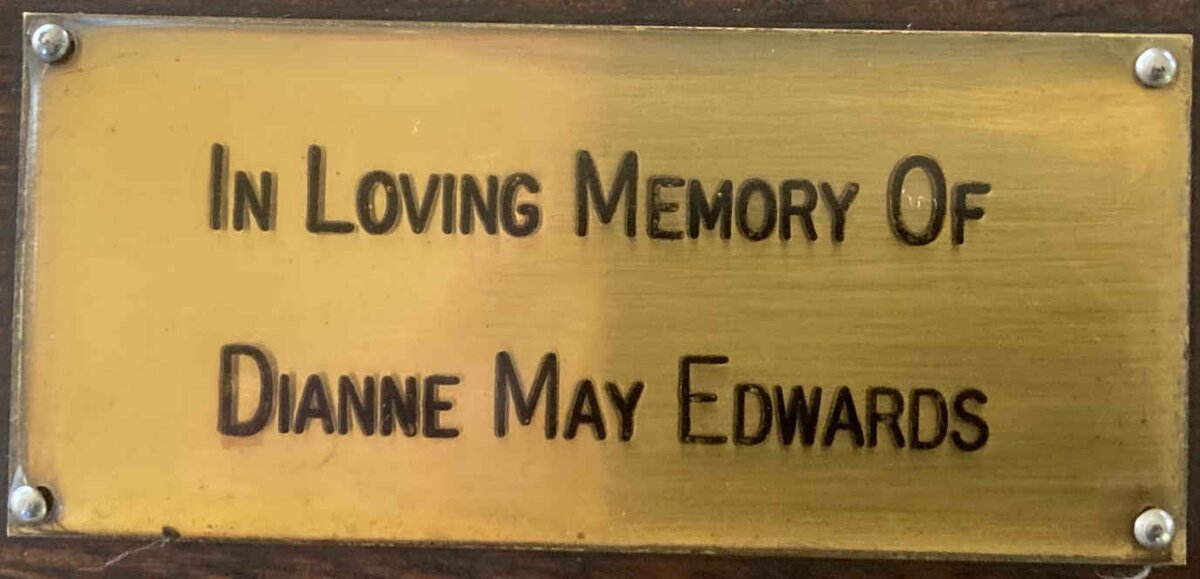 In Loving Memory Of
Dianne May Edwards